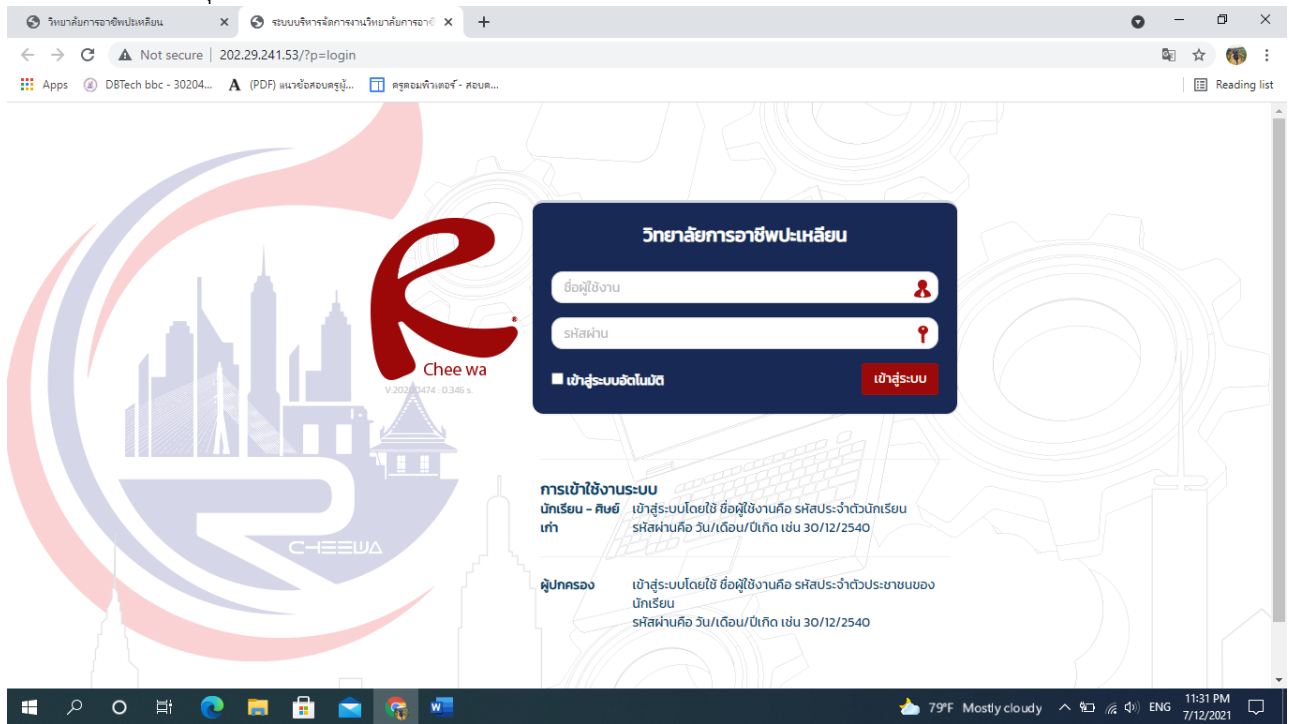 วิทยาลัยการอาชีพปะเหลียน
ระบบบริหารจัดการงานวิทยาลัยการอาชี
Not secure
202.29.241.53/?p=login
Apps
DBTech bbc - 30204...
(PDF) แนวข้อสอบครูผู้...
ครูคอมพิวเตอร์ - สอบค...
Reading list
วิทยาลัยการอาชีพปะเหลียน
ชื่อผู้ใช้งาน
รหัสผ่าน
เข้าสู่ระบบอัตโนมัติ
เข้าสู่ระบบ
R
Chee wa
V.20200474 : 0.346 s.
CHEEWA
การเข้าใช้งานระบบ
นักเรียน - ศิษย์ เข้าสู่ระบบโดยใช้ ชื่อผู้ใช้งานคือ รหัสประจำตัวนักเรียน
เก่า รหัสผ่านคือ วัน/เดือน/ปีเกิด เช่น 30/12/2540
ผู้ปกครอง เข้าสู่ระบบโดยใช้ ชื่อผู้ใช้งานคือ รหัสประจำตัวประชาชนของ
นักเรียน
รหัสผ่านคือ วัน/เดือน/ปีเกิด เช่น 30/12/2540
79°F Mostly cloudy
ENG
11:31 PM
7/12/2021